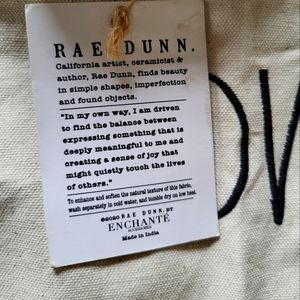 RAE DUNN.
California artist, ceramicist &
author, Rae Dunn, finds beauty
in simple shapes, imperfection
and found objects.
"In my own way, I am driven
to find the balance between
expressing something that is
deeply meaningful to me and
creating a sense of joy that
might quietly touch the lives
of others."
To enhance and soften the natural texture of this fabric,
wash separately in cold water, and tumble dry on low heat.
©2020 RAE DUNN. BY
ENCHANTÉ
ACCESSORIES
Made in India
OV